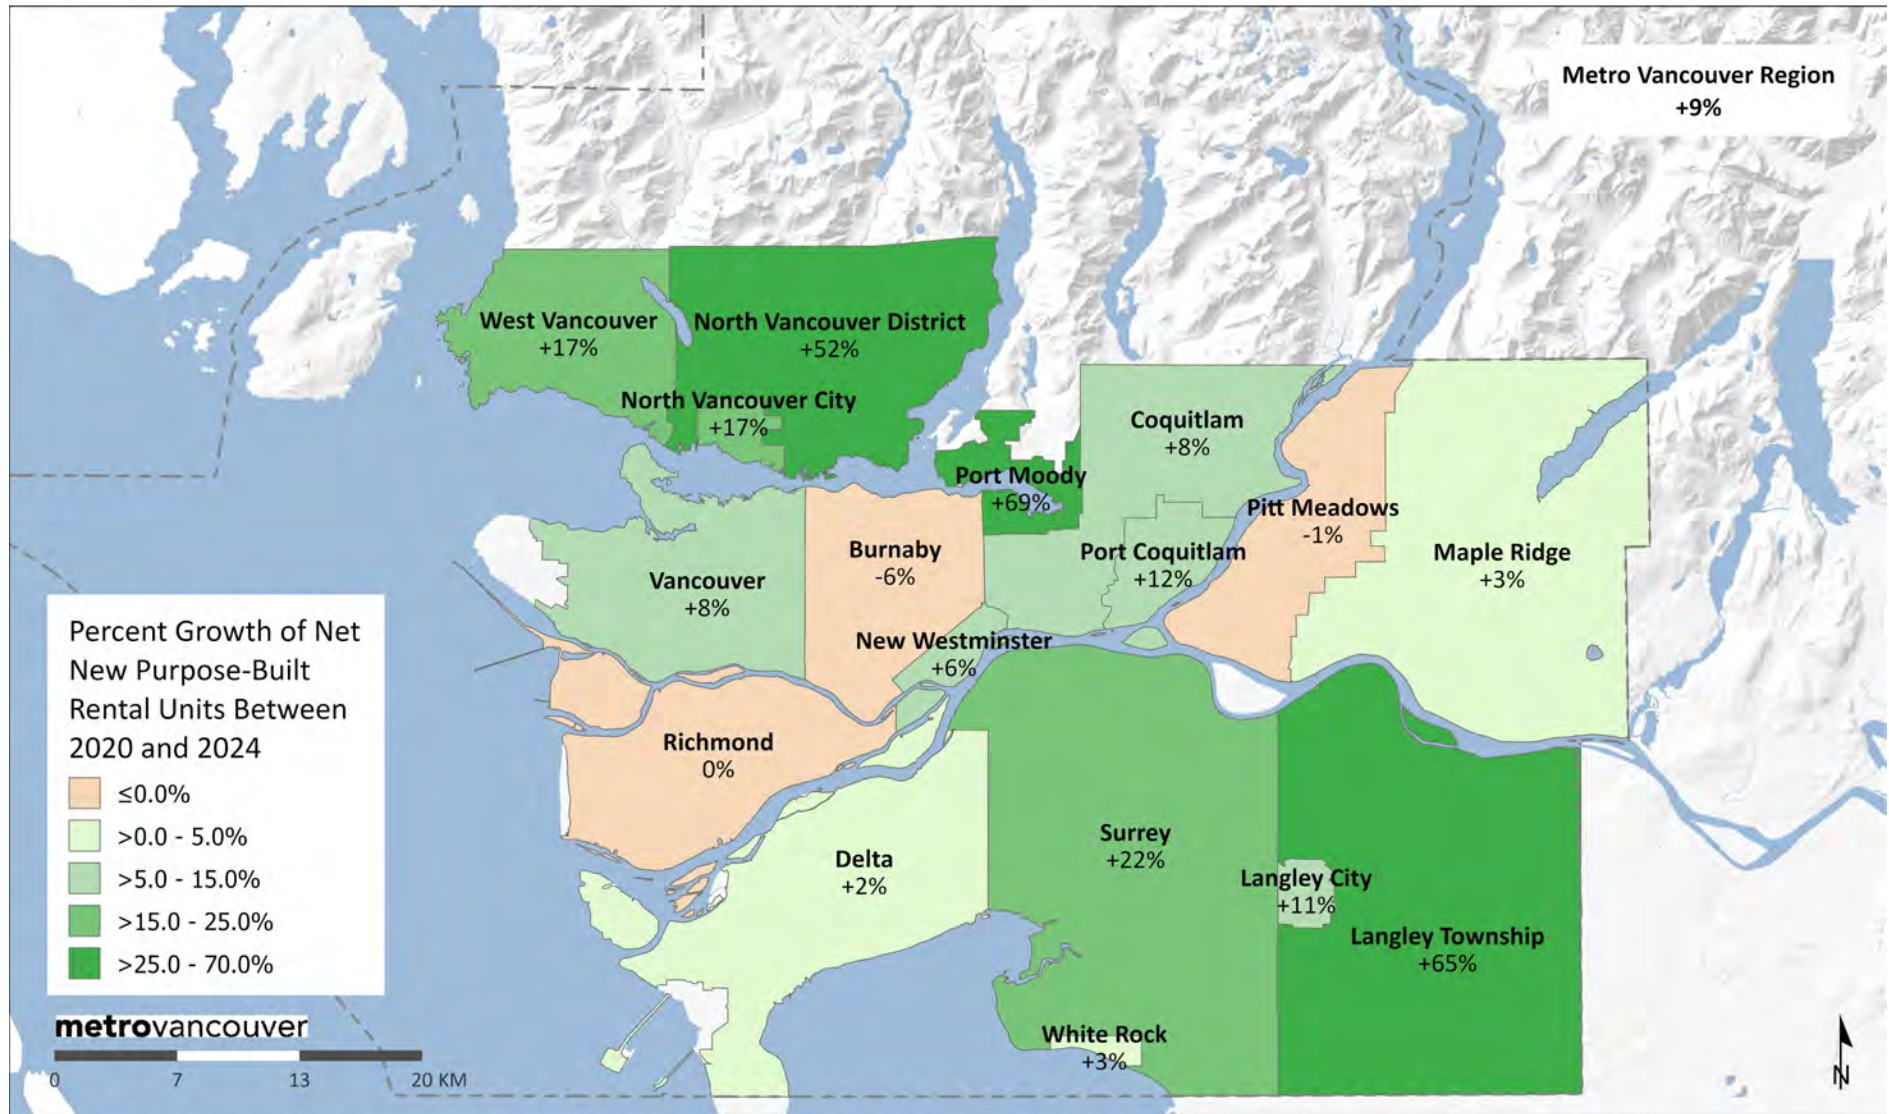 Metro Vancouver Region
+9%
West Vancouver
+17%
North Vancouver District
+52%
North Vancouver City
+17%
Coquitlam
+8%
Port Moody
+69%
Pitt Meadows
-1%
Burnaby
-6%
Port Coquitlam
+12%
Maple Ridge
+3%
Vancouver
+8%
New Westminster
+6%
Richmond
0%
Surrey
+22%
Delta
+2%
Langley City
+11%
Langley Township
+65%
White Rock
+3%
Percent Growth of Net
New Purpose-Built
Rental Units Between
2020 and 2024
≤0.0%
>0.0 - 5.0%
>5.0 - 15.0%
>15.0 - 25.0%
>25.0 - 70.0%
metrovancouver
0 7 13 20 KM
N